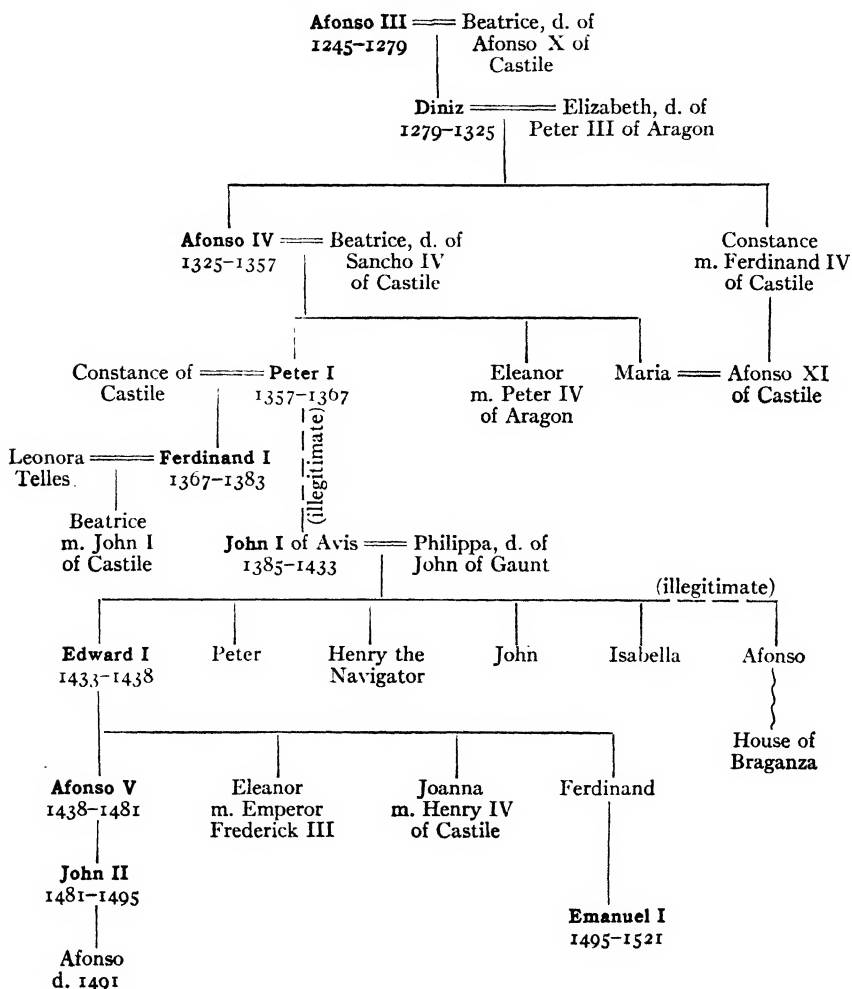 Afonso III
1245-1279
Beatrice, d. of
Afonso X of
Castile
Diniz
1279-1325
Elizabeth, d. of
Peter III of Aragon
Afonso IV
1325-1357
Beatrice, d. of
Sancho IV
of Castile
Constance
m. Ferdinand IV
of Castile
Constance of
Castile
Peter I
1357-1367
Eleanor
m. Peter IV
of Aragon
Maria
Afonso XI
of Castile
(illegitimate)
Leonora
Telles
Ferdinand I
1367-1383
Beatrice
m. John I
of Castile
John I of Avis
1385-1433
Philippa, d. of
John of Gaunt
(illegitimate)
Edward I
1433-1438
Peter
Henry the
Navigator
John
Isabella
Afonso
House of
Braganza
Afonso V
1438-1481
Eleanor
m. Emperor
Frederick III
Joanna
m. Henry IV
of Castile
Ferdinand
John II
1481-1495
Emanuel I
1495-1521
Afonso
d. 1491